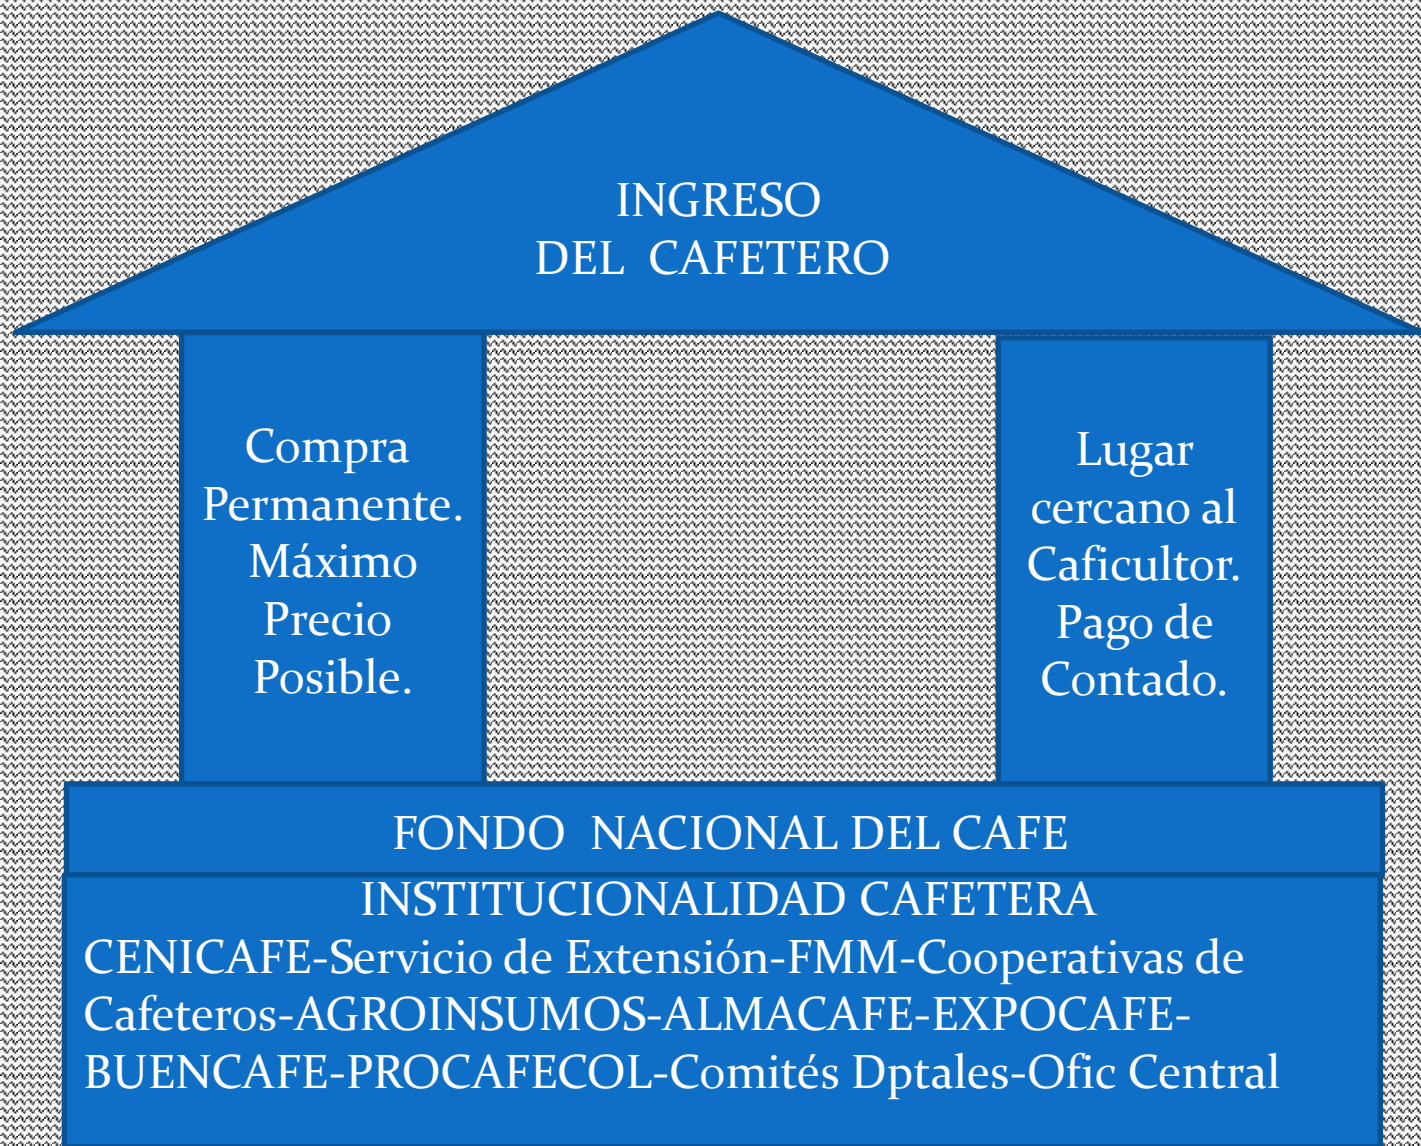 INGRESO
DEL CAFETERO
Compra
Permanente.
Máximo
Precio
Posible.
Lugar
cercano al
Caficultor.
Pago de
Contado.
FONDO NACIONAL DEL CAFE
INSTITUCIONALIDAD CAFETERA
CENICAFE-Servicio de Extensión-FMM-Cooperativas de
Cafeteros-AGROINSUMOS-ALMACAFE-EXPOCAFE-
BUENCAFE-PROCAFECOL-Comités Dptales-Ofic Central